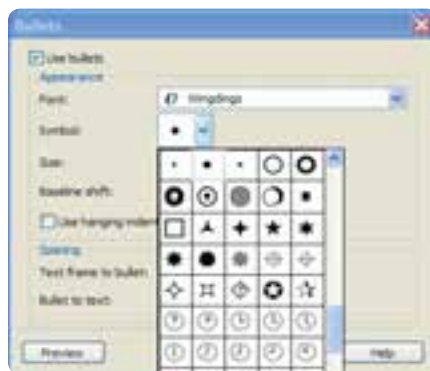 Bullets
Use bullets
Appearance
Font: Wingdings
Symbol:
Size:
Baseline shift:
Use hanging indent
Spacing
Text frame to bullet:
Bullet to text:
Preview Help